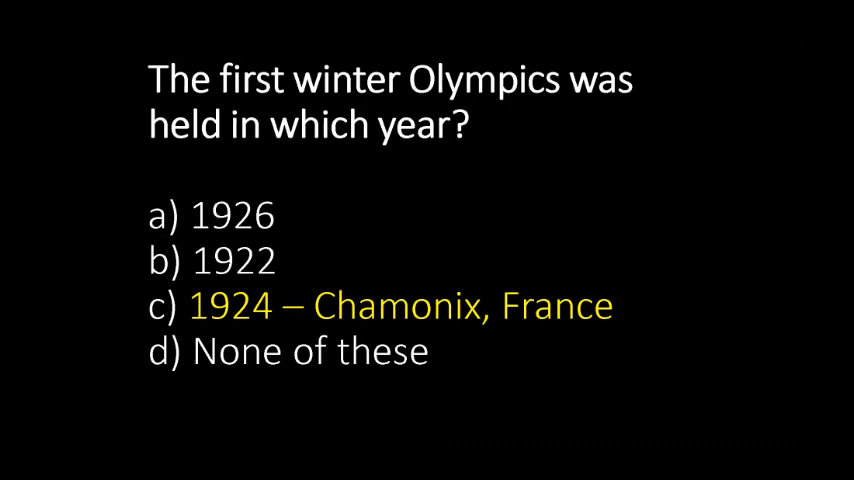 The first winter Olympics was
held in which year?
a) 1926
b) 1922
c) 1924 – Chamonix, France
d) None of these